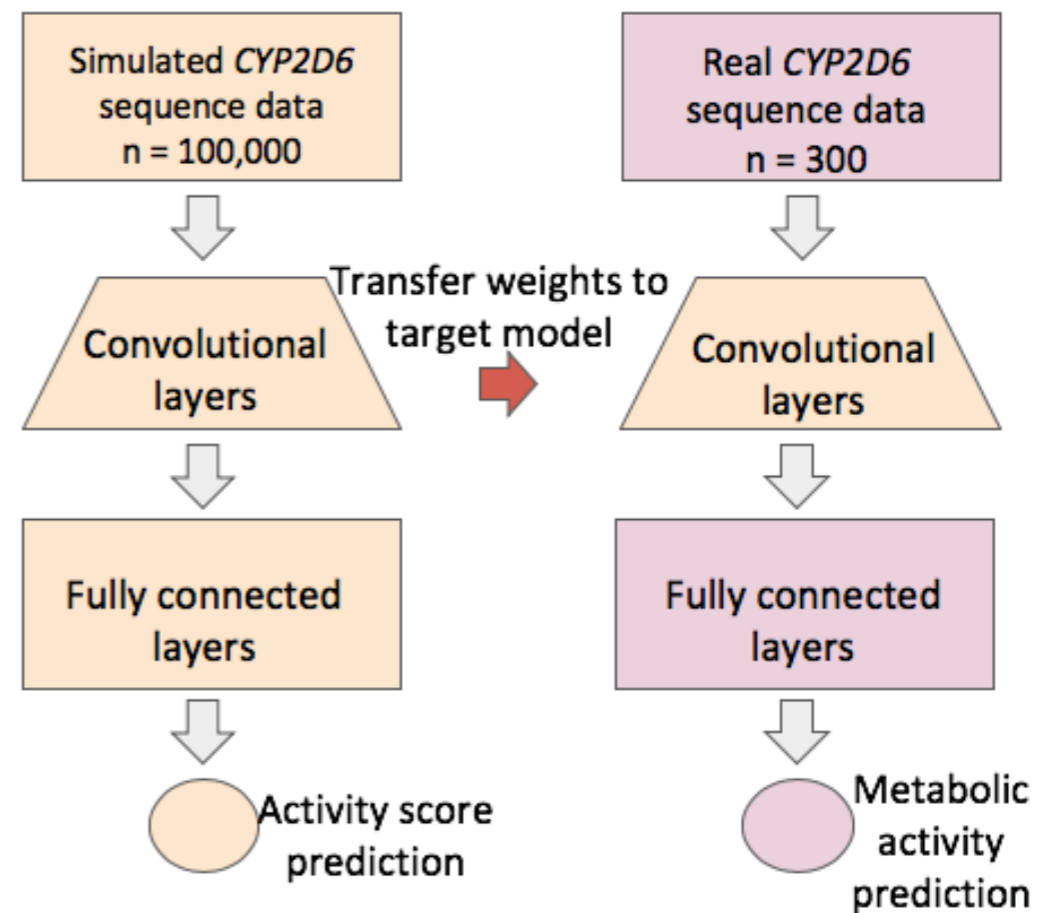 Simulated CYP2D6
sequence data
n = 100,000
Real CYP2D6
sequence data
n = 300
Transfer weights to
target model
Convolutional
layers
Convolutional
layers
Fully connected
layers
Fully connected
layers
Activity score
prediction
Metabolic
activity
prediction